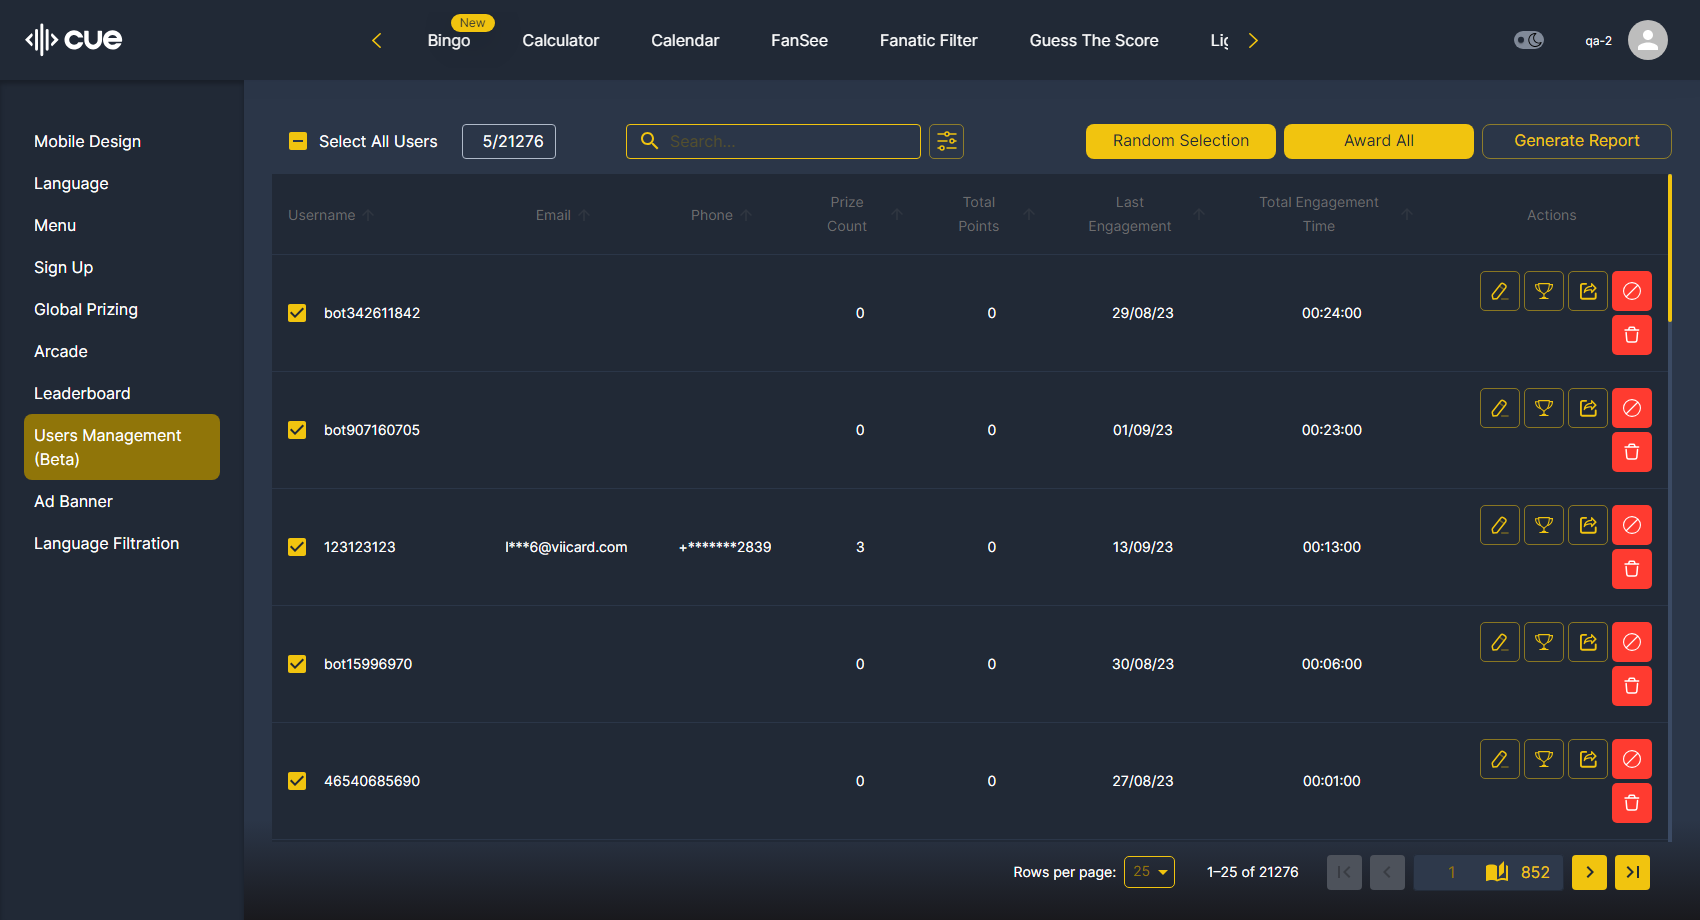 cue
New
Bingo
Calculator
Calendar
FanSee
Fanatic Filter
Guess The Score
Lig
qa-2
Mobile Design
Language
Menu
Sign Up
Global Prizing
Arcade
Leaderboard
Users Management
(Beta)
Ad Banner
Language Filtration
Select All Users
5/21276
Search...
Random Selection
Award All
Generate Report
Username
Email
Phone
Prize
Count
Total
Points
Last
Engagement
Total Engagement
Time
Actions
bot342611842 0 0 29/08/23 00:24:00
bot907160705 0 0 01/09/23 00:23:00
123123123 l***6@viicard.com +*******2839 3 0 13/09/23 00:13:00
bot15996970 0 0 30/08/23 00:06:00
46540685690 0 0 27/08/23 00:01:00
Rows per page: 25
1–25 of 21276
1
852